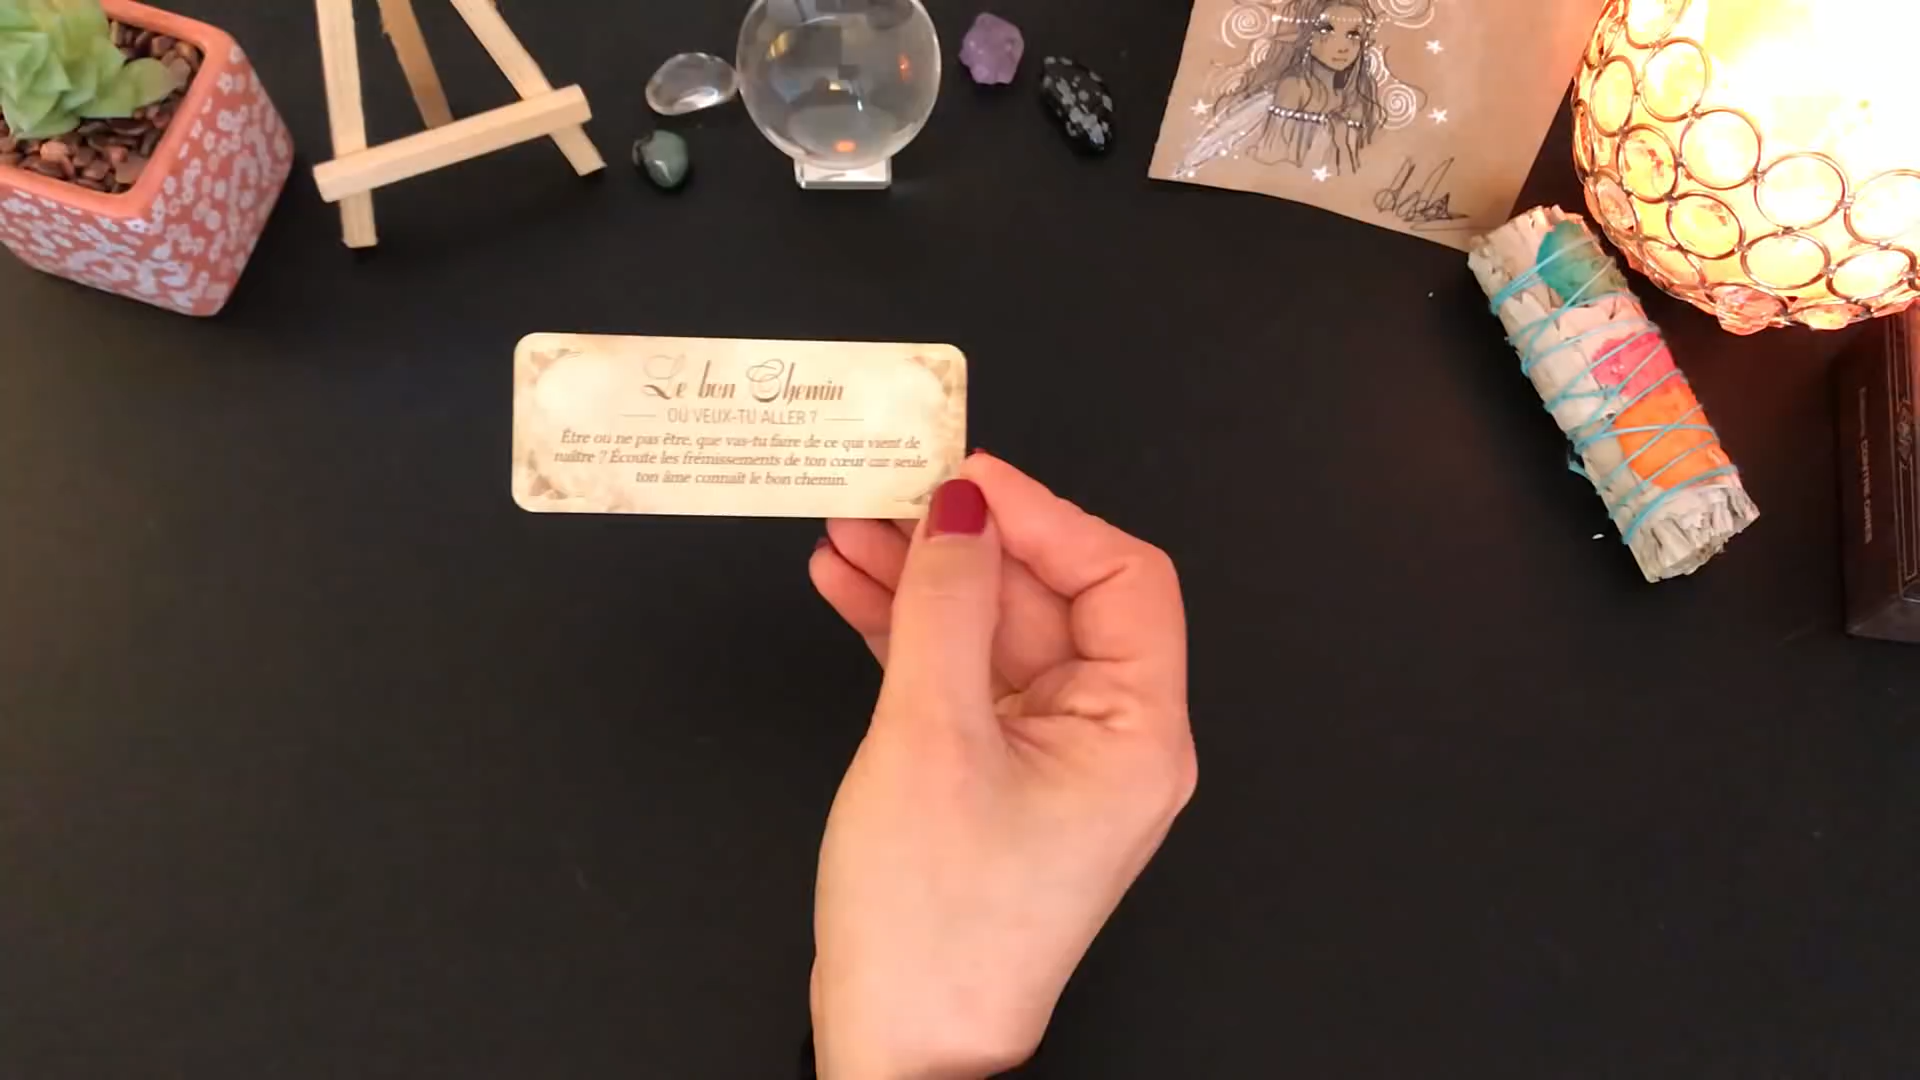 Le bon Chemin
OÙ VEUX-TU ALLER ?
Être ou ne pas être, que vas-tu faire de ce qui vient de
naître ? Écoute les frémissements de ton cœur car seule
ton âme connaît le bon chemin.